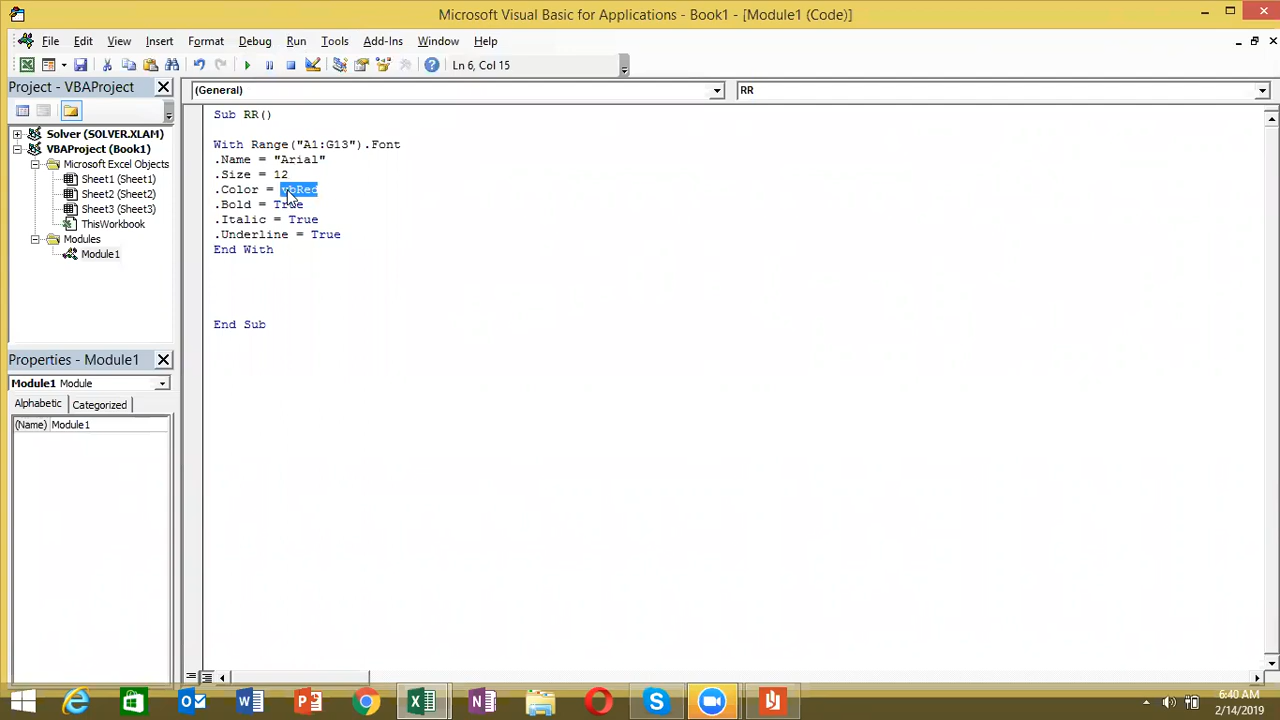 Microsoft Visual Basic for Applications - Book1 - [Module1 (Code)]
File Edit View Insert Format Debug Run Tools Add-Ins Window Help
Ln 6, Col 15
Project - VBAProject
(General)
RR
Solver (SOLVER.XLAM)
VBAProject (Book1)
Microsoft Excel Objects
Sheet1 (Sheet1)
Sheet2 (Sheet2)
Sheet3 (Sheet3)
ThisWorkbook
Modules
Module1
Sub RR()
With Range("A1:G13").Font
.Name = "Arial"
.Size = 12
.Color = vbRed
.Bold = True
.Italic = True
.Underline = True
End With
End Sub
Properties - Module1
Module1 Module
Alphabetic Categorized
(Name) Module1
6:40 AM
2/14/2019